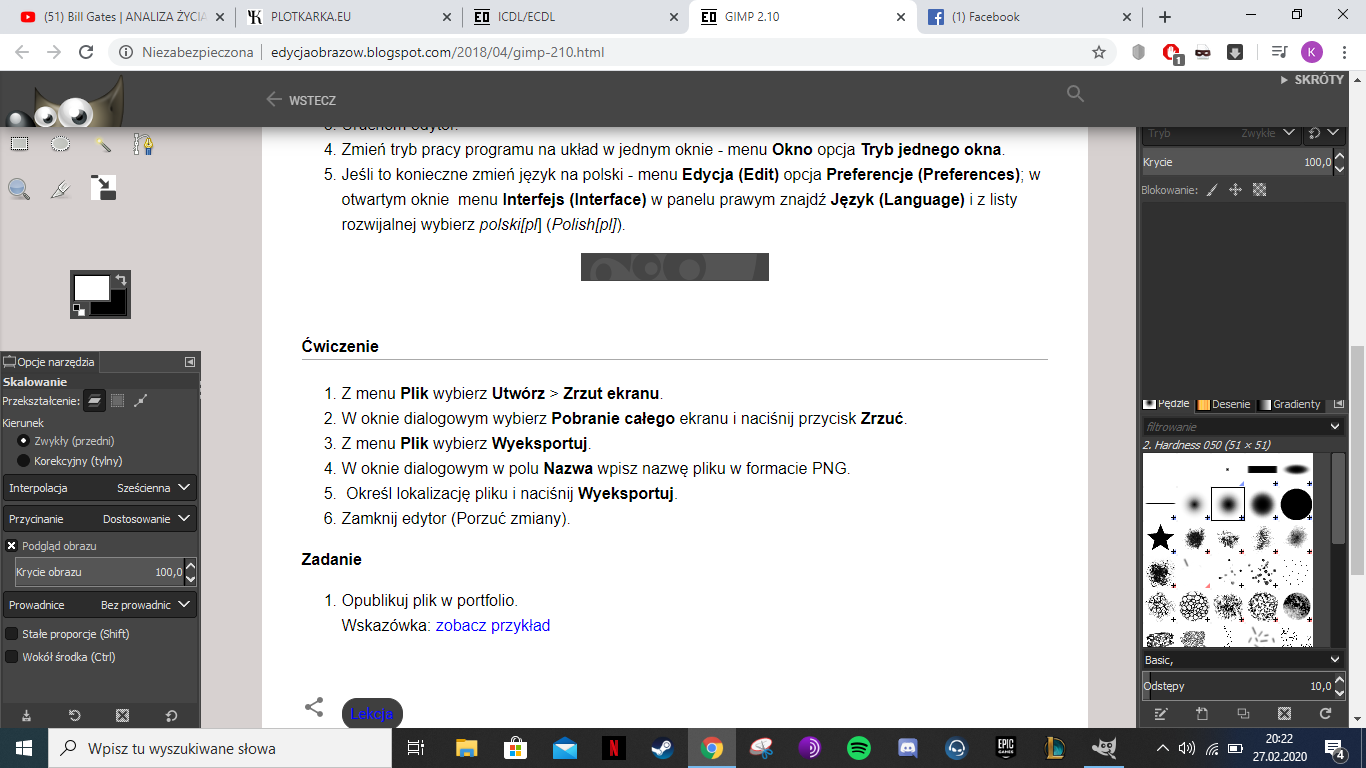 (51) Bill Gates | ANALIZA ŻYCIA
PLOTKARKA.EU
ICDL/ECDL
GIMP 2.10
(1) Facebook
Niezabezpieczona
edycjaobrazow.blogspot.com/2018/04/gimp-210.html
1
K
WSTECZ
SKRÓTY
3. Uruchom edytor.
4. Zmień tryb pracy programu na układ w jednym oknie - menu Okno opcja Tryb jednego okna.
5. Jeśli to konieczne zmień język na polski - menu Edycja (Edit) opcja Preferencje (Preferences); w
otwartym oknie menu Interfejs (Interface) w panelu prawym znajdź Język (Language) i z listy
rozwijalnej wybierz polski[pl] (Polish[pl]).
Ćwiczenie
1. Z menu Plik wybierz Utwórz > Zrzut ekranu.
2. W oknie dialogowym wybierz Pobranie całego ekranu i naciśnij przycisk Zrzuć.
3. Z menu Plik wybierz Wyeksportuj.
4. W oknie dialogowym w polu Nazwa wpisz nazwę pliku w formacie PNG.
5. Określ lokalizację pliku i naciśnij Wyeksportuj.
6. Zamknij edytor (Porzuć zmiany).
Zadanie
1. Opublikuj plik w portfolio.
Wskazówka: zobacz przykład
Lekcja
Opcje narzędzia
Skalowanie
Przekształcenie:
Kierunek
Zwykły (przedni)
Korekcyjny (tylny)
Interpolacja Sześcienna
Przycinanie Dostosowanie
Podgląd obrazu
Krycie obrazu 100,0
Prowadnice Bez prowadnic
Stałe proporcje (Shift)
Wokół środka (Ctrl)
Tryb Zwykłe
Krycie 100,0
Blokowanie:
Pędzle Desenie Gradienty
filtrowanie
2. Hardness 050 (51 × 51)
Basic,
Odstępy 10,0
Wpisz tu wyszukiwane słowa
EPIC
GAMES
20:22
27.02.2020
4